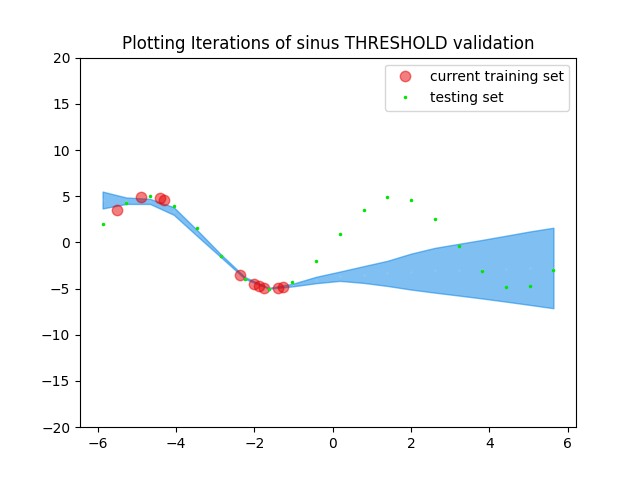 Plotting Iterations of sinus THRESHOLD validation
current training set
testing set
20
15
10
5
0
−5
−10
−15
−20
−6 −4 −2 0 2 4 6